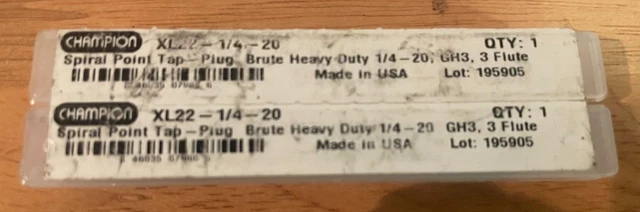 CHAMPION XL22-1/4-20 QTY: 1
Spiral Point Tap-Plug Brute Heavy Duty 1/4-20, GH3, 3 Flute
Made in USA Lot: 195905
CHAMPION XL22-1/4-20 QTY: 1
Spiral Point Tap-Plug Brute Heavy Duty 1/4-20 GH3, 3 Flute
Made in USA Lot: 195905